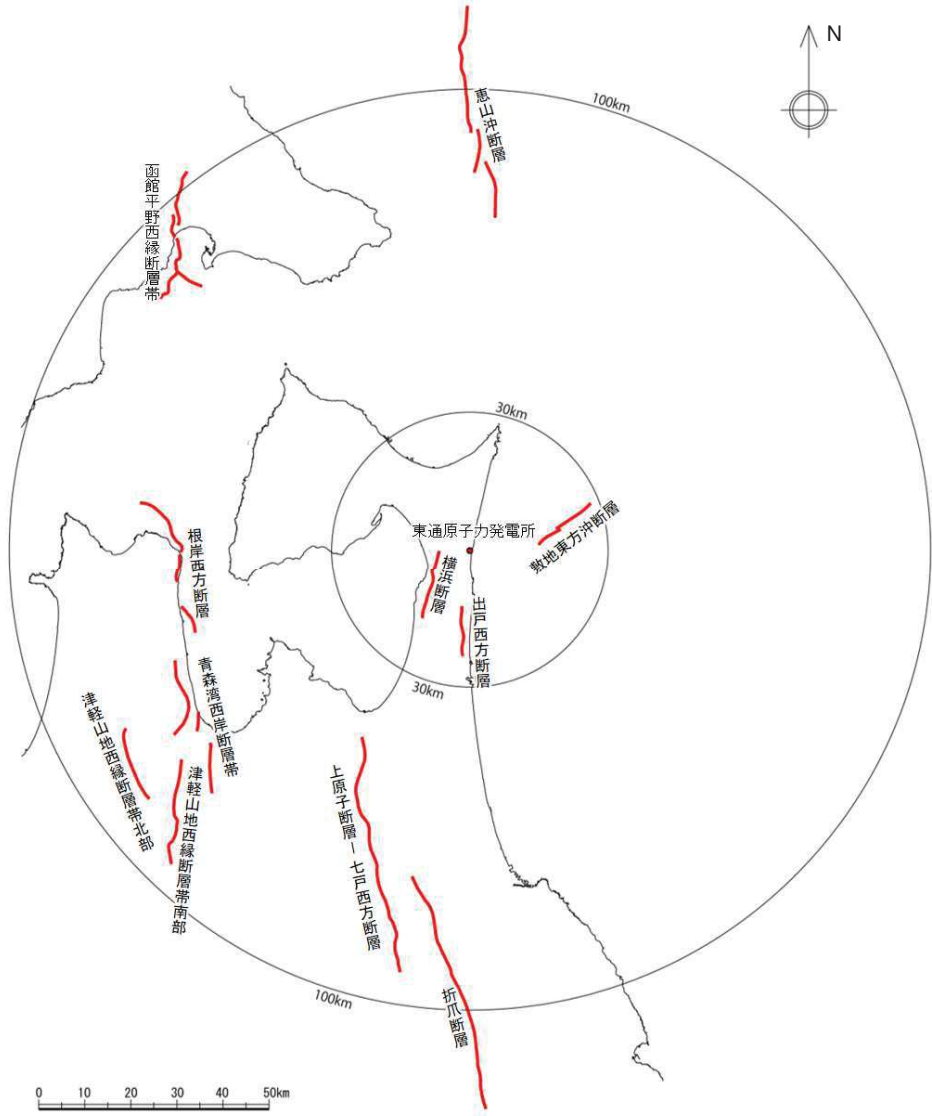 N
100km
恵山沖断層
函館平野西縁断層帯
30km
東通原子力発電所
敷地東方沖断層
横浜断層
出戸西方断層
30km
根岸西方断層
青森湾西岸断層帯
津軽山地西縁断層帯北部
津軽山地西縁断層帯南部
上原子断層ー七戸西方断層
折爪断層
100km
0 10 20 30 40 50km